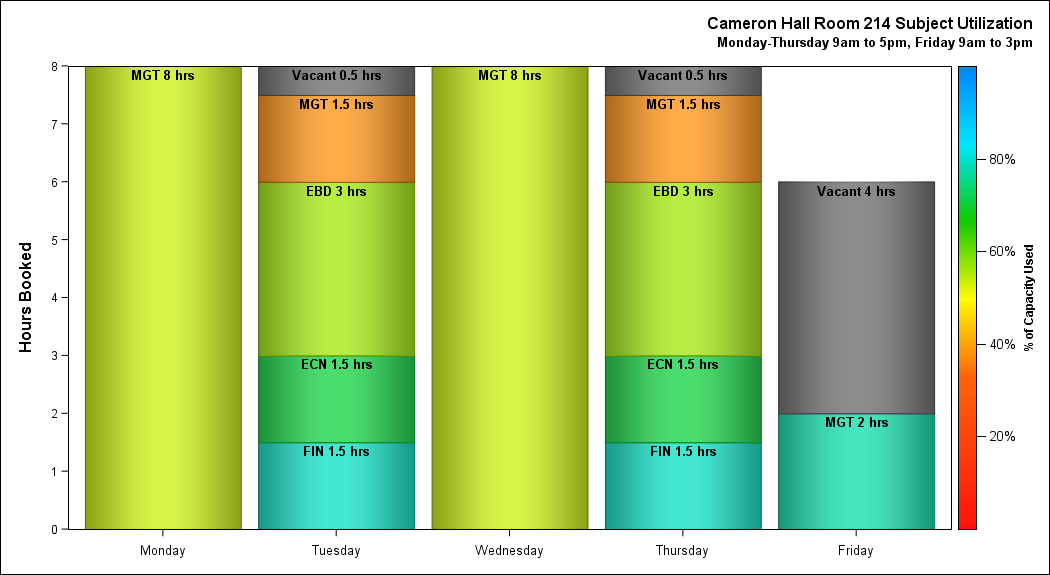 Cameron Hall Room 214 Subject Utilization
Monday-Thursday 9am to 5pm, Friday 9am to 3pm
Hours Booked
8
7
6
5
4
3
2
1
0
MGT 8 hrs
Vacant 0.5 hrs
MGT 1.5 hrs
EBD 3 hrs
ECN 1.5 hrs
FIN 1.5 hrs
MGT 8 hrs
Vacant 0.5 hrs
MGT 1.5 hrs
EBD 3 hrs
ECN 1.5 hrs
FIN 1.5 hrs
Vacant 4 hrs
MGT 2 hrs
Monday Tuesday Wednesday Thursday Friday
80%
60%
40%
20%
% of Capacity Used